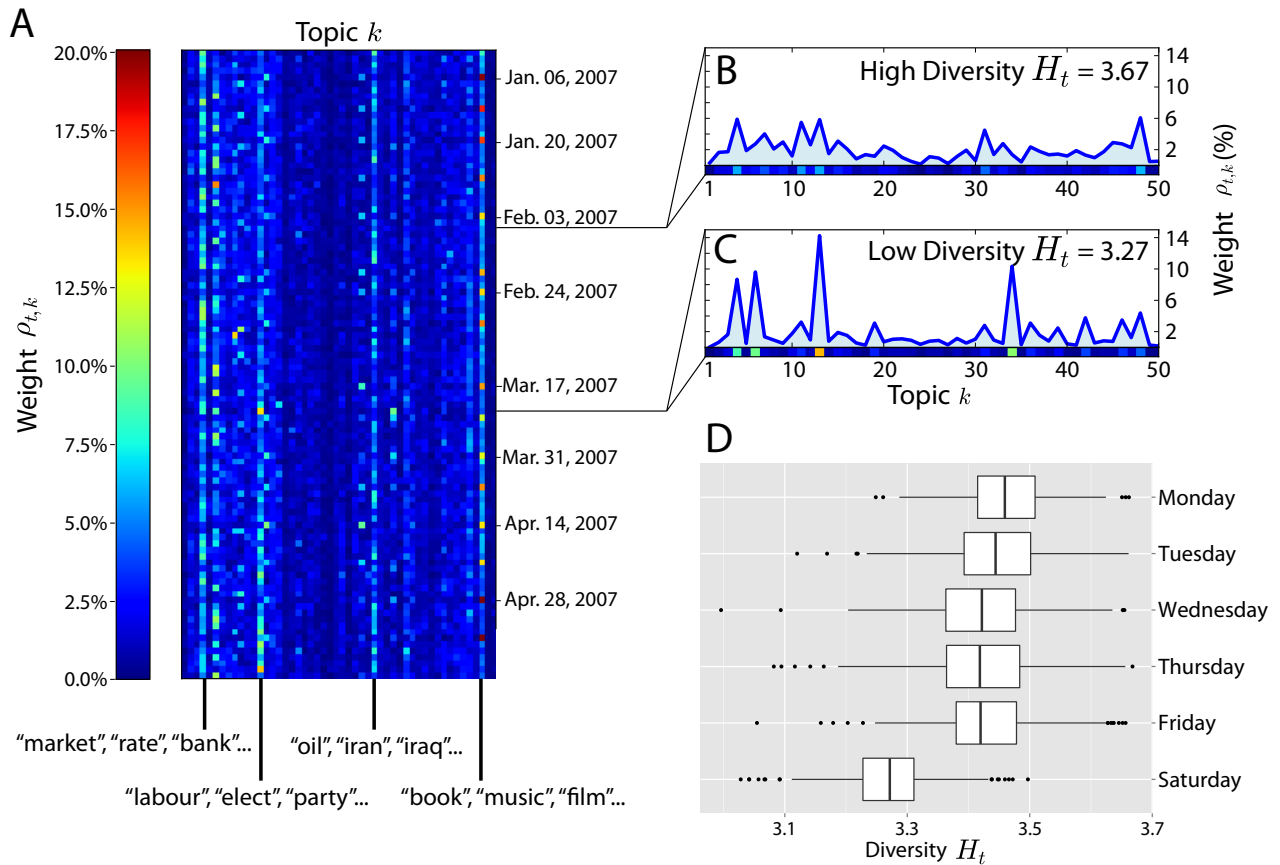 A
Topic k
20.0%
17.5%
15.0%
12.5%
10.0%
7.5%
5.0%
2.5%
0.0%
Weight ρt,k
Jan. 06, 2007
Jan. 20, 2007
Feb. 03, 2007
Feb. 24, 2007
Mar. 17, 2007
Mar. 31, 2007
Apr. 14, 2007
Apr. 28, 2007
“market”, “rate”, “bank”...
“oil”, “iran”, “iraq”...
“labour”, “elect”, “party”...
“book”, “music”, “film”...
B
High Diversity Ht = 3.67
14
10
6
2
1 10 20 30 40 50
C
Low Diversity Ht = 3.27
14
10
6
2
1 10 20 30 40 50
Topic k
Weight ρt,k (%)
D
Monday
Tuesday
Wednesday
Thursday
Friday
Saturday
3.1 3.3 3.5 3.7
Diversity Ht